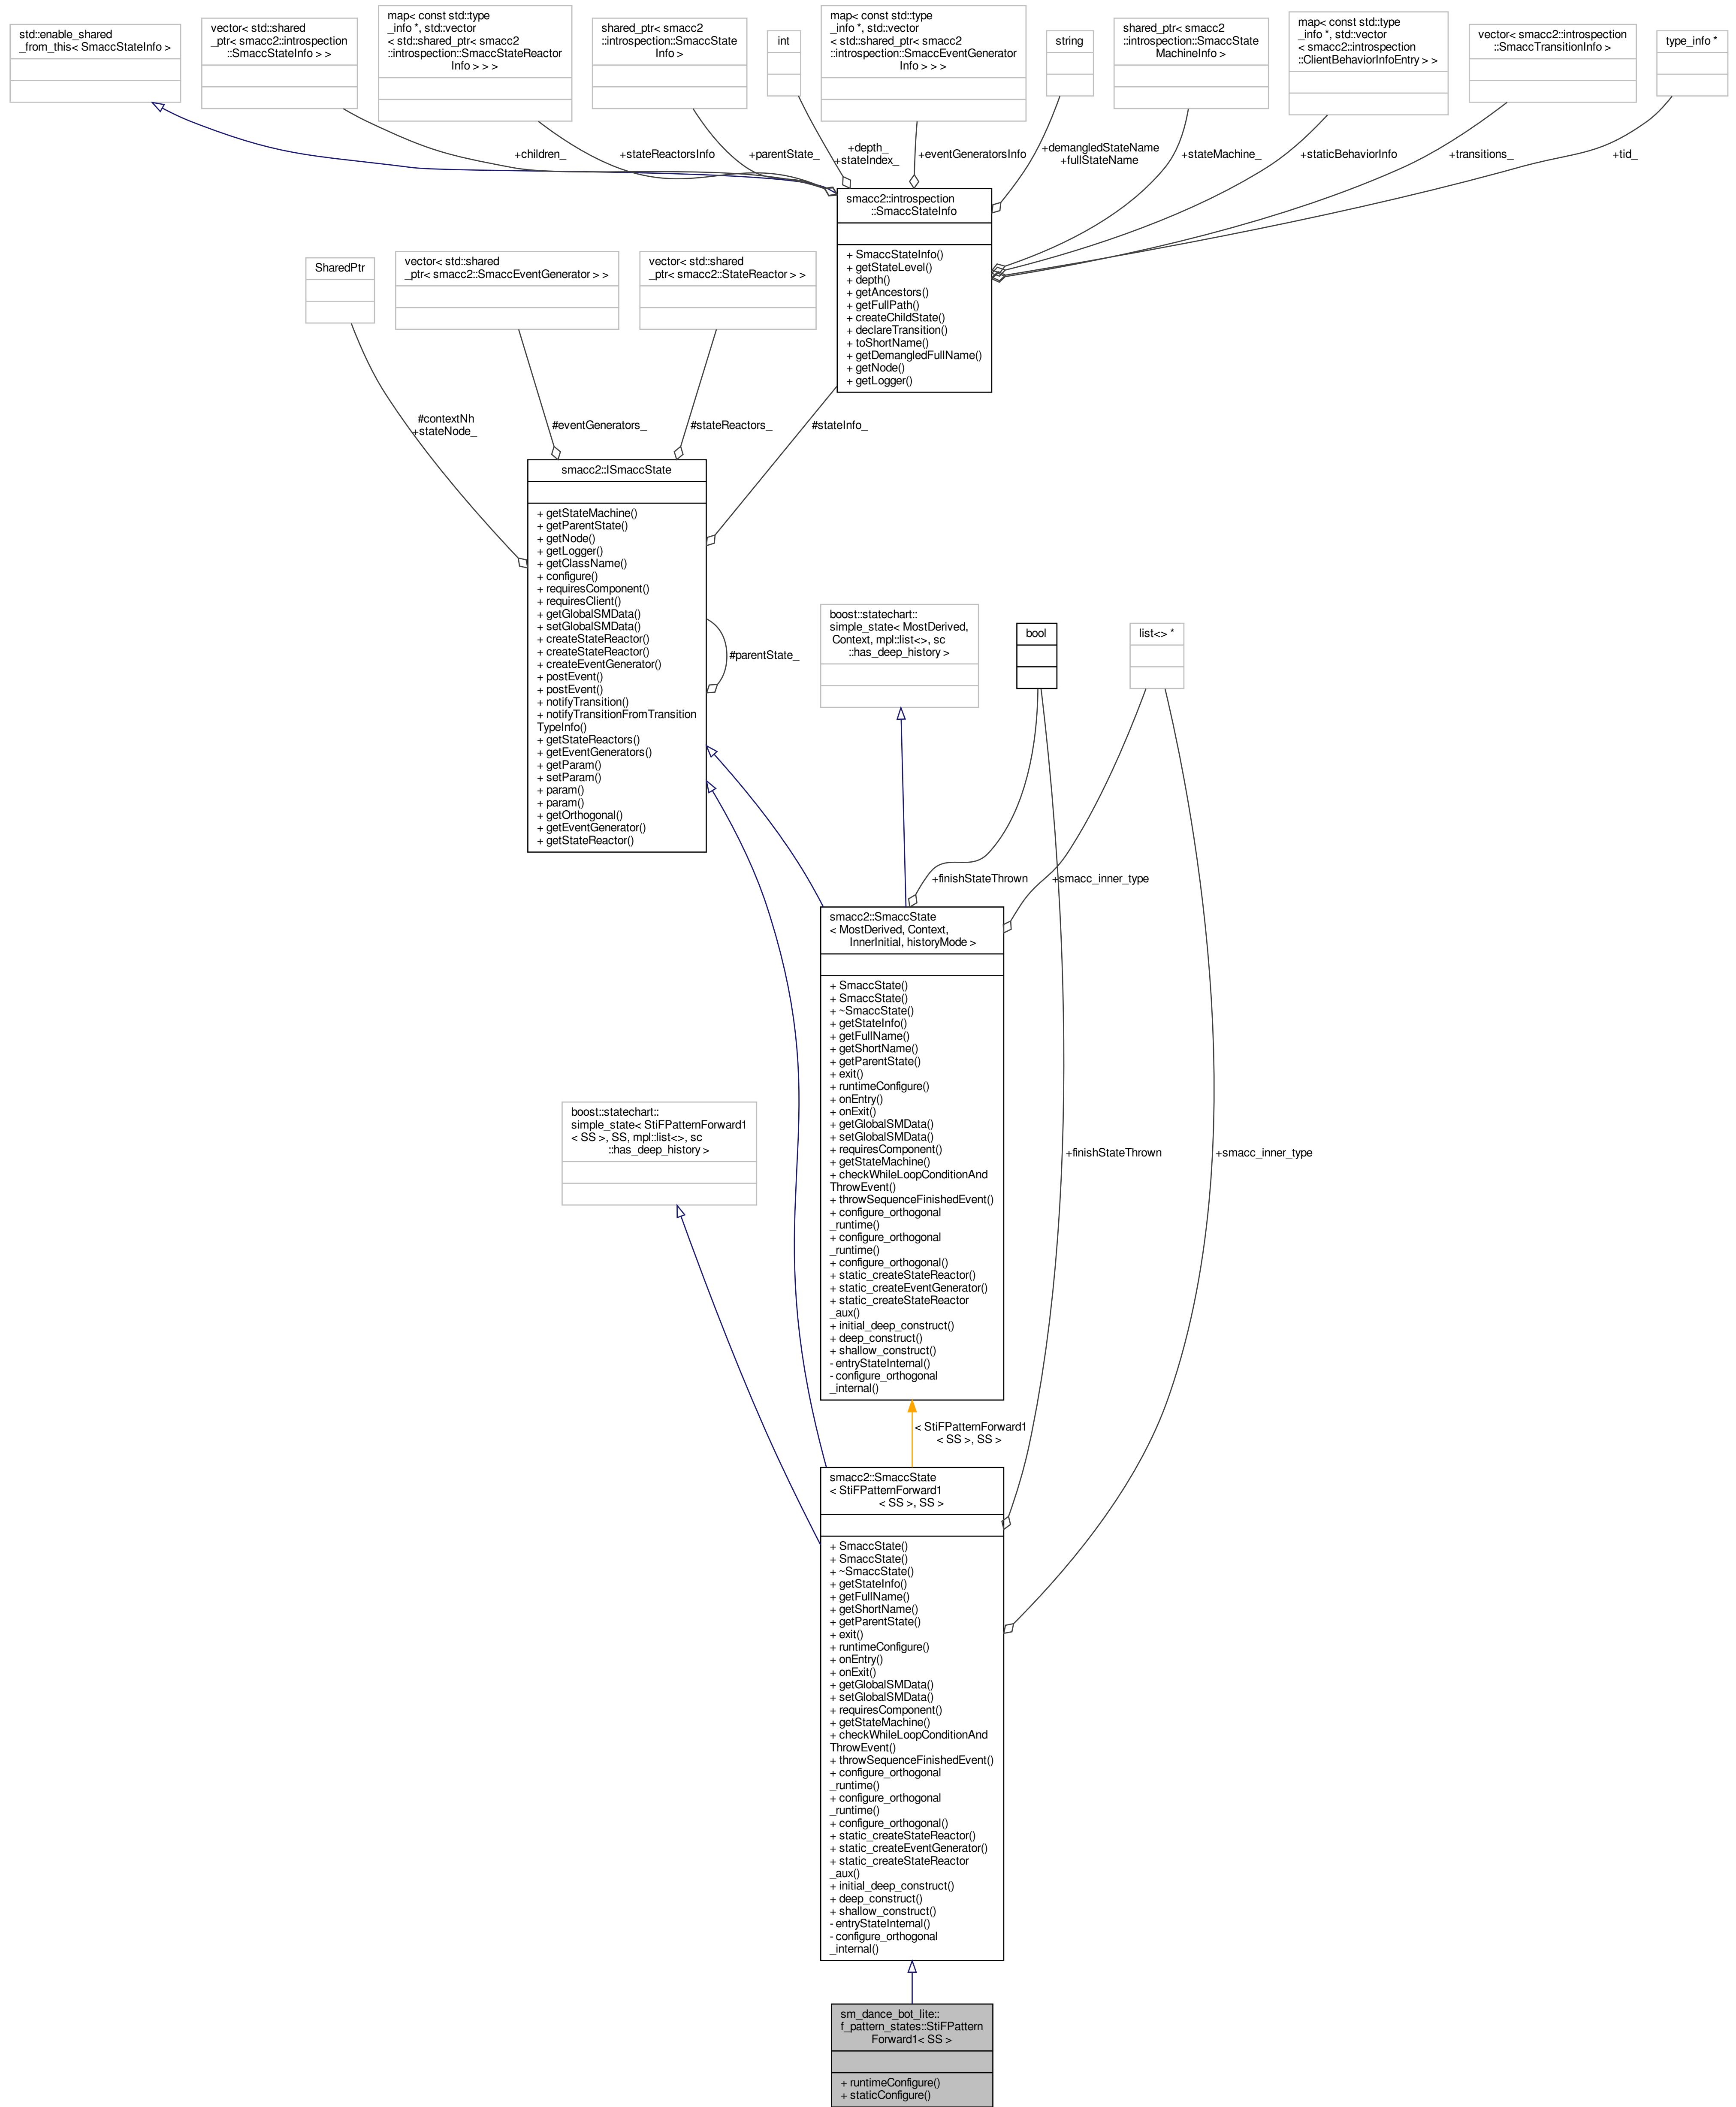 std::enable_shared
_from_this< SmaccStateInfo >
vector< std::shared
_ptr< smacc2::introspection
::SmaccStateInfo > >
map< const std::type
_info *, std::vector
< std::shared_ptr< smacc2
::introspection::SmaccStateReactor
Info > > >
shared_ptr< smacc2
::introspection::SmaccState
Info >
int
map< const std::type
_info *, std::vector
< std::shared_ptr< smacc2
::introspection::SmaccEventGenerator
Info > > >
string
shared_ptr< smacc2
::introspection::SmaccState
MachineInfo >
map< const std::type
_info *, std::vector
< smacc2::introspection
::ClientBehaviorInfoEntry > >
vector< smacc2::introspection
::SmaccTransitionInfo >
type_info *
+children_
+stateReactorsInfo
+parentState_
+depth_
+stateIndex_
+eventGeneratorsInfo
+demangledStateName
+fullStateName
+stateMachine_
+staticBehaviorInfo
+transitions_
+tid_
smacc2::introspection
::SmaccStateInfo
+ SmaccStateInfo()
+ getStateLevel()
+ depth()
+ getAncestors()
+ getFullPath()
+ createChildState()
+ declareTransition()
+ toShortName()
+ getDemangledFullName()
+ getNode()
+ getLogger()
SharedPtr
vector< std::shared
_ptr< smacc2::SmaccEventGenerator > >
vector< std::shared
_ptr< smacc2::StateReactor > >
#contextNh
+stateNode_
#eventGenerators_
#stateReactors_
#stateInfo_
smacc2::ISmaccState
+ getStateMachine()
+ getParentState()
+ getNode()
+ getLogger()
+ getClassName()
+ configure()
+ requiresComponent()
+ requiresClient()
+ getGlobalSMData()
+ setGlobalSMData()
+ createStateReactor()
+ createStateReactor()
+ createEventGenerator()
+ postEvent()
+ postEvent()
+ notifyTransition()
+ notifyTransitionFromTransition
TypeInfo()
+ getStateReactors()
+ getEventGenerators()
+ getParam()
+ setParam()
+ param()
+ param()
+ getOrthogonal()
+ getEventGenerator()
+ getStateReactor()
#parentState_
boost::statechart::
simple_state< MostDerived,
Context, mpl::list<>, sc
::has_deep_history >
bool
list<> *
+finishStateThrown
+smacc_inner_type
smacc2::SmaccState
< MostDerived, Context,
InnerInitial, historyMode >
+ SmaccState()
+ SmaccState()
+ ~SmaccState()
+ getStateInfo()
+ getFullName()
+ getShortName()
+ getParentState()
+ exit()
+ runtimeConfigure()
+ onEntry()
+ onExit()
+ getGlobalSMData()
+ setGlobalSMData()
+ requiresComponent()
+ getStateMachine()
+ checkWhileLoopConditionAnd
ThrowEvent()
+ throwSequenceFinishedEvent()
+ configure_orthogonal
_runtime()
+ configure_orthogonal
_runtime()
+ configure_orthogonal()
+ static_createStateReactor()
+ static_createEventGenerator()
+ static_createStateReactor
_aux()
+ initial_deep_construct()
+ deep_construct()
+ shallow_construct()
- entryStateInternal()
- configure_orthogonal
_internal()
boost::statechart::
simple_state< StiFPatternForward1
< SS >, SS, mpl::list<>, sc
::has_deep_history >
+finishStateThrown
+smacc_inner_type
< StiFPatternForward1
< SS >, SS >
smacc2::SmaccState
< StiFPatternForward1
< SS >, SS >
+ SmaccState()
+ SmaccState()
+ ~SmaccState()
+ getStateInfo()
+ getFullName()
+ getShortName()
+ getParentState()
+ exit()
+ runtimeConfigure()
+ onEntry()
+ onExit()
+ getGlobalSMData()
+ setGlobalSMData()
+ requiresComponent()
+ getStateMachine()
+ checkWhileLoopConditionAnd
ThrowEvent()
+ throwSequenceFinishedEvent()
+ configure_orthogonal
_runtime()
+ configure_orthogonal
_runtime()
+ configure_orthogonal()
+ static_createStateReactor()
+ static_createEventGenerator()
+ static_createStateReactor
_aux()
+ initial_deep_construct()
+ deep_construct()
+ shallow_construct()
- entryStateInternal()
- configure_orthogonal
_internal()
sm_dance_bot_lite::
f_pattern_states::StiFPattern
Forward1< SS >
+ runtimeConfigure()
+ staticConfigure()